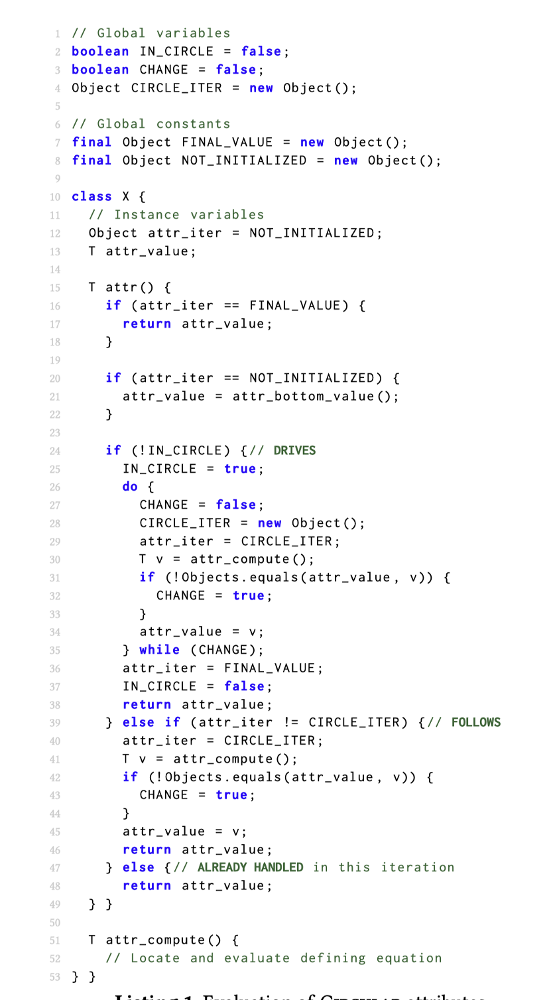 1 // Global variables
2 boolean IN_CIRCLE = false;
3 boolean CHANGE = false;
4 Object CIRCLE_ITER = new Object();
5
6 // Global constants
7 final Object FINAL_VALUE = new Object();
8 final Object NOT_INITIALIZED = new Object();
9
10 class X {
11 // Instance variables
12 Object attr_iter = NOT_INITIALIZED;
13 T attr_value;
14
15 T attr() {
16 if (attr_iter == FINAL_VALUE) {
17 return attr_value;
18 }
19
20 if (attr_iter == NOT_INITIALIZED) {
21 attr_value = attr_bottom_value();
22 }
23
24 if (!IN_CIRCLE) {// DRIVES
25 IN_CIRCLE = true;
26 do {
27 CHANGE = false;
28 CIRCLE_ITER = new Object();
29 attr_iter = CIRCLE_ITER;
30 T v = attr_compute();
31 if (!Objects.equals(attr_value, v)) {
32 CHANGE = true;
33 }
34 attr_value = v;
35 } while (CHANGE);
36 attr_iter = FINAL_VALUE;
37 IN_CIRCLE = false;
38 return attr_value;
39 } else if (attr_iter != CIRCLE_ITER) {// FOLLOWS
40 attr_iter = CIRCLE_ITER;
41 T v = attr_compute();
42 if (!Objects.equals(attr_value, v)) {
43 CHANGE = true;
44 }
45 attr_value = v;
46 return attr_value;
47 } else {// ALREADY HANDLED in this iteration
48 return attr_value;
49 } }
50
51 T attr_compute() {
52 // Locate and evaluate defining equation
53 } }
Listing 1. Evaluation of CIRCULAR attributes